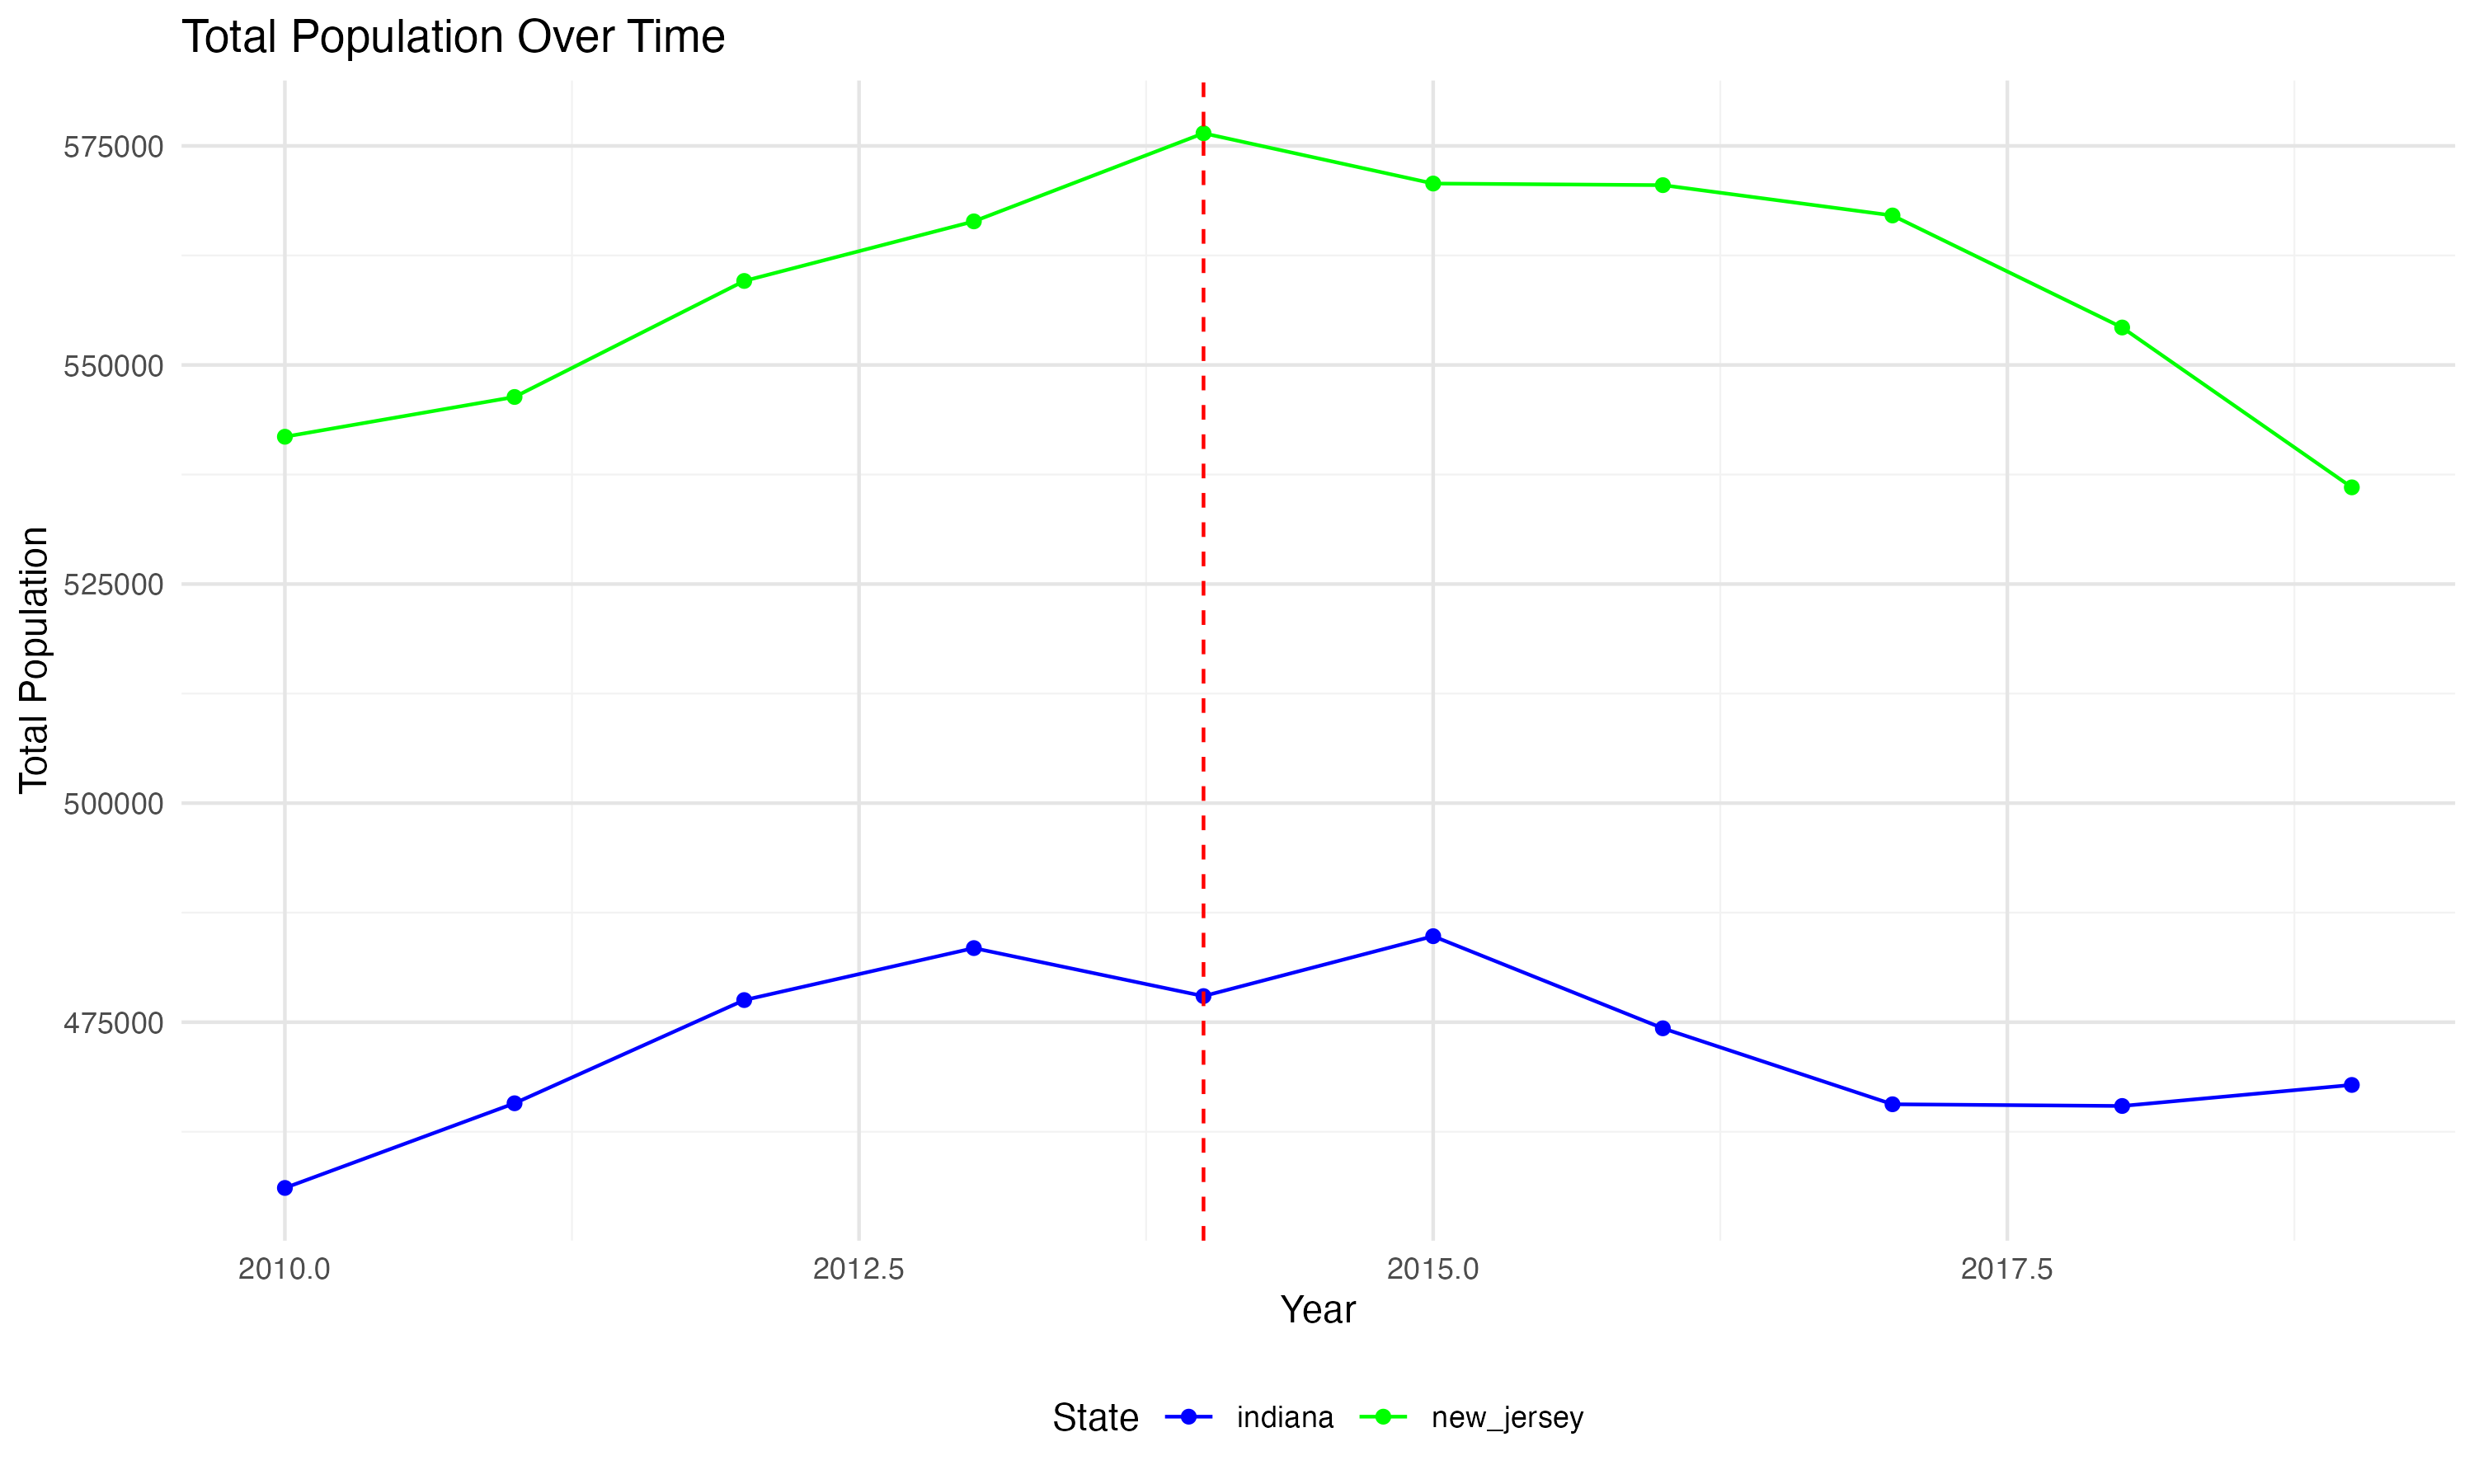 Total Population Over Time
Total Population
575000
550000
525000
500000
475000
2010.0 2012.5 2015.0 2017.5
Year
State indiana new_jersey